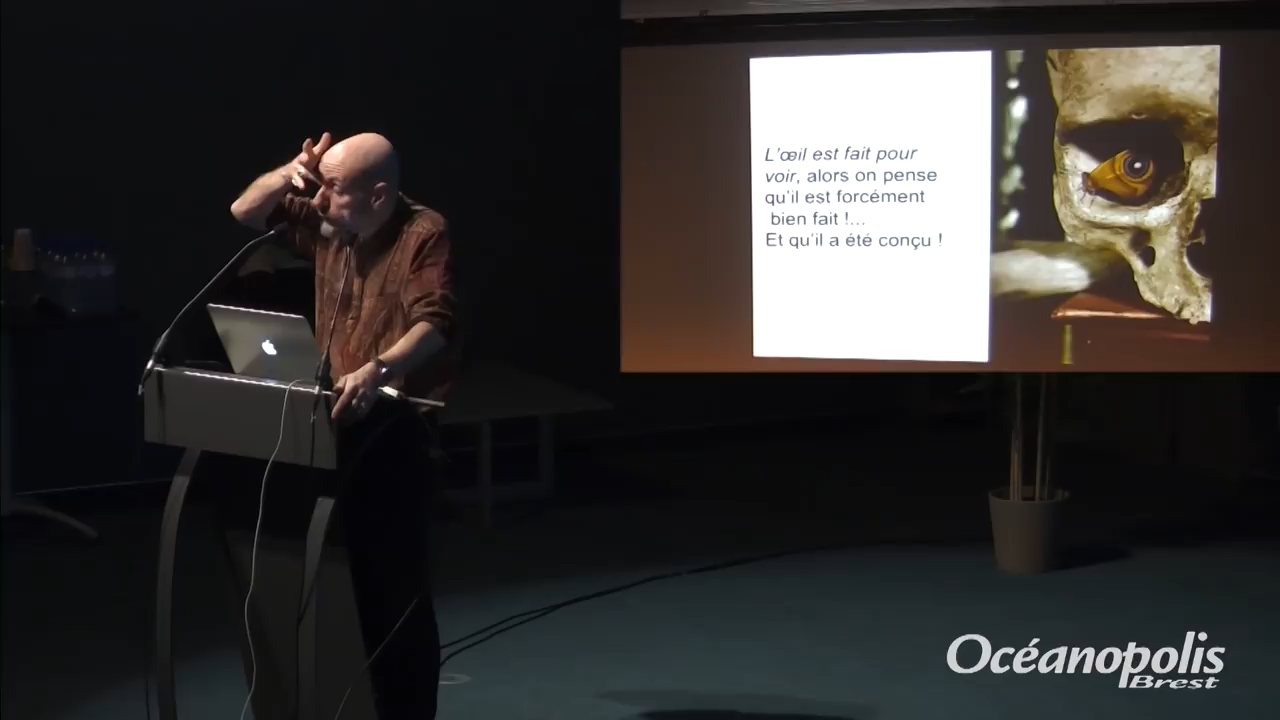 L'œil est fait pour
voir, alors on pense
qu'il est forcément
bien fait !...
Et qu'il a été conçu !
Océanopolis
Brest